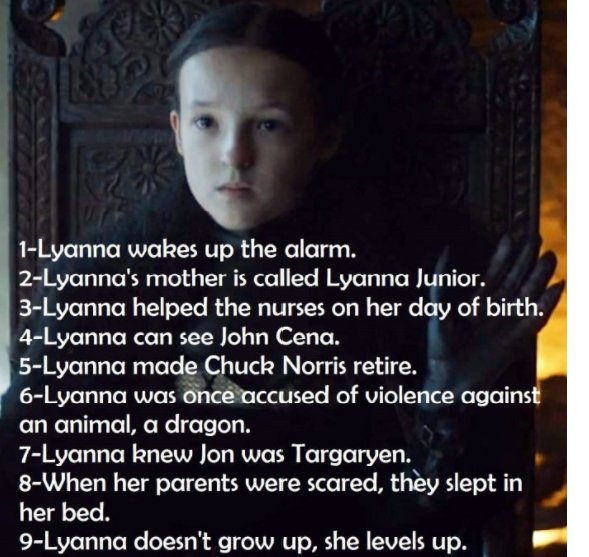 1-Lyanna wakes up the alarm.
2-Lyanna's mother is called Lyanna Junior.
3-Lyanna helped the nurses on her day of birth.
4-Lyanna can see John Cena.
5-Lyanna made Chuck Norris retire.
6-Lyanna was once accused of violence against
an animal, a dragon.
7-Lyanna knew Jon was Targaryen.
8-When her parents were scared, they slept in
her bed.
9-Lyanna doesn't grow up, she levels up.